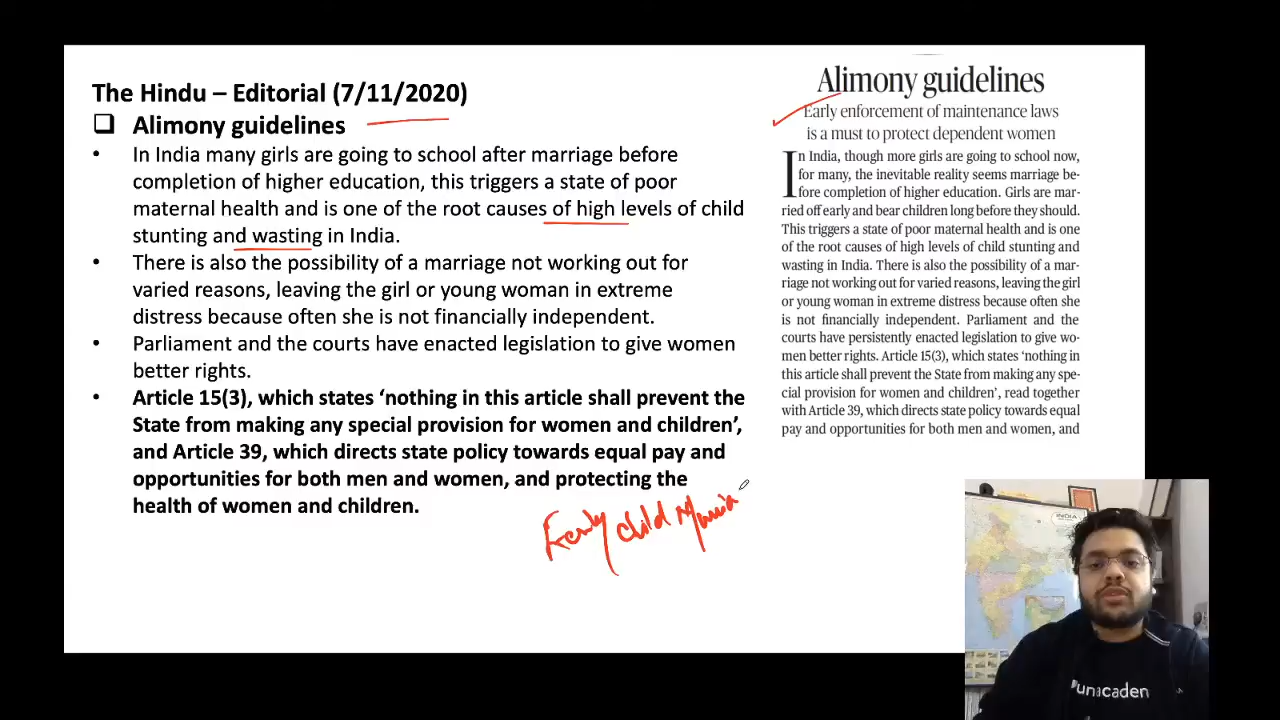 The Hindu – Editorial (7/11/2020)
❑ Alimony guidelines
• In India many girls are going to school after marriage before
completion of higher education, this triggers a state of poor
maternal health and is one of the root causes of high levels of child
stunting and wasting in India.
• There is also the possibility of a marriage not working out for
varied reasons, leaving the girl or young woman in extreme
distress because often she is not financially independent.
• Parliament and the courts have enacted legislation to give women
better rights.
• Article 15(3), which states ‘nothing in this article shall prevent the
State from making any special provision for women and children’,
and Article 39, which directs state policy towards equal pay and
opportunities for both men and women, and protecting the
health of women and children.
Early child Marria
Alimony guidelines
Early enforcement of maintenance laws
is a must to protect dependent women
In India, though more girls are going to school now,
for many, the inevitable reality seems marriage be-
fore completion of higher education. Girls are mar-
ried off early and bear children long before they should.
This triggers a state of poor maternal health and is one
of the root causes of high levels of child stunting and
wasting in India. There is also the possibility of a mar-
riage not working out for varied reasons, leaving the girl
or young woman in extreme distress because often she
is not financially independent. Parliament and the
courts have persistently enacted legislation to give wo-
men better rights. Article 15(3), which states ‘nothing in
this article shall prevent the State from making any spe-
cial provision for women and children’, read together
with Article 39, which directs state policy towards equal
pay and opportunities for both men and women, and
INDIA
unacaden